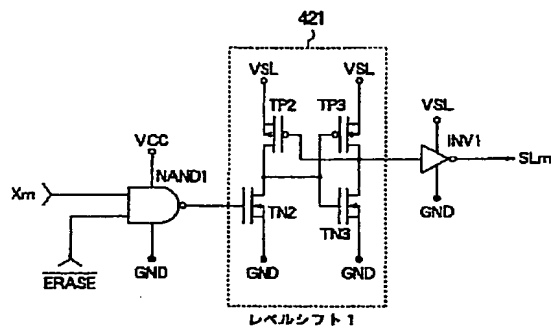 421
VSL VSL
TP2 TP3 VSL
VCC INV1
NAND1
Xm SLm
TN2 TN3 GND
ERASE GND GND GND
レベルシフト1